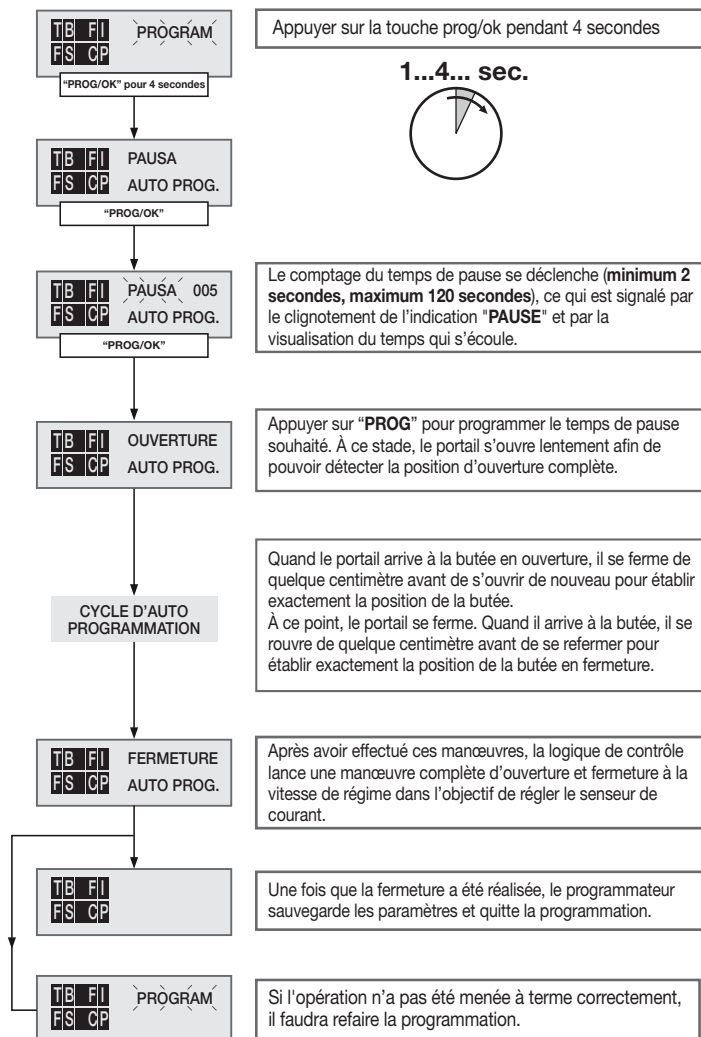 TB FI PROGRAM
FS CP
Appuyer sur la touche prog/ok pendant 4 secondes
“PROG/OK” pour 4 secondes
1...4... sec.
TB FI PAUSA
FS CP AUTO PROG.
“PROG/OK”
TB FI PAUSA 005
FS CP AUTO PROG.
“PROG/OK”
Le comptage du temps de pause se déclenche (minimum 2
secondes, maximum 120 secondes), ce qui est signalé par
le clignotement de l’indication "PAUSE" et par la
visualisation du temps qui s’écoule.
TB FI OUVERTURE
FS CP AUTO PROG.
Appuyer sur “PROG” pour programmer le temps de pause
souhaité. À ce stade, le portail s’ouvre lentement afin de
pouvoir détecter la position d’ouverture complète.
CYCLE D’AUTO
PROGRAMMATION
Quand le portail arrive à la butée en ouverture, il se ferme de
quelque centimètre avant de s’ouvrir de nouveau pour établir
exactement la position de la butée.
À ce point, le portail se ferme. Quand il arrive à la butée, il se
rouvre de quelque centimètre avant de se refermer pour
établir exactement la position de la butée en fermeture.
TB FI FERMETURE
FS CP AUTO PROG.
Après avoir effectué ces manœuvres, la logique de contrôle
lance une manœuvre complète d’ouverture et fermeture à la
vitesse de régime dans l’objectif de régler le senseur de
courant.
TB FI
FS CP
Une fois que la fermeture a été réalisée, le programmateur
sauvegarde les paramètres et quitte la programmation.
TB FI PROGRAM
FS CP
Si l'opération n’a pas été menée à terme correctement,
il faudra refaire la programmation.